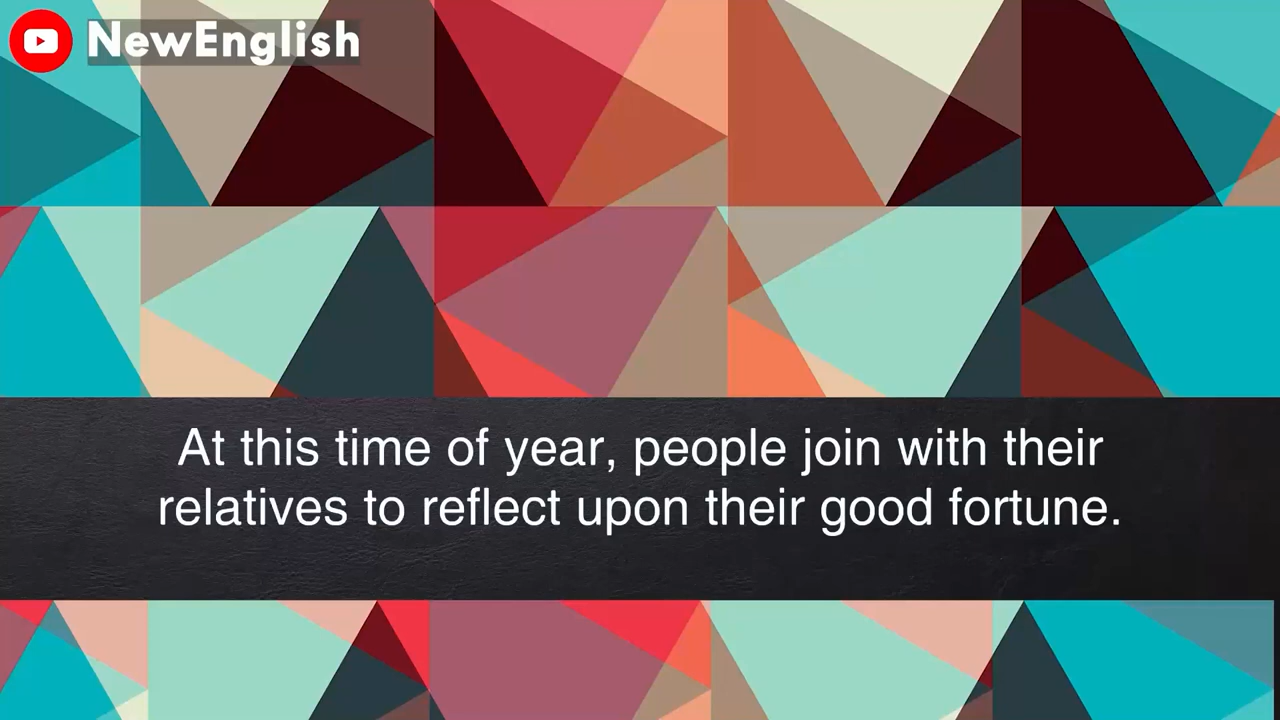 NewEnglish
At this time of year, people join with their
relatives to reflect upon their good fortune.